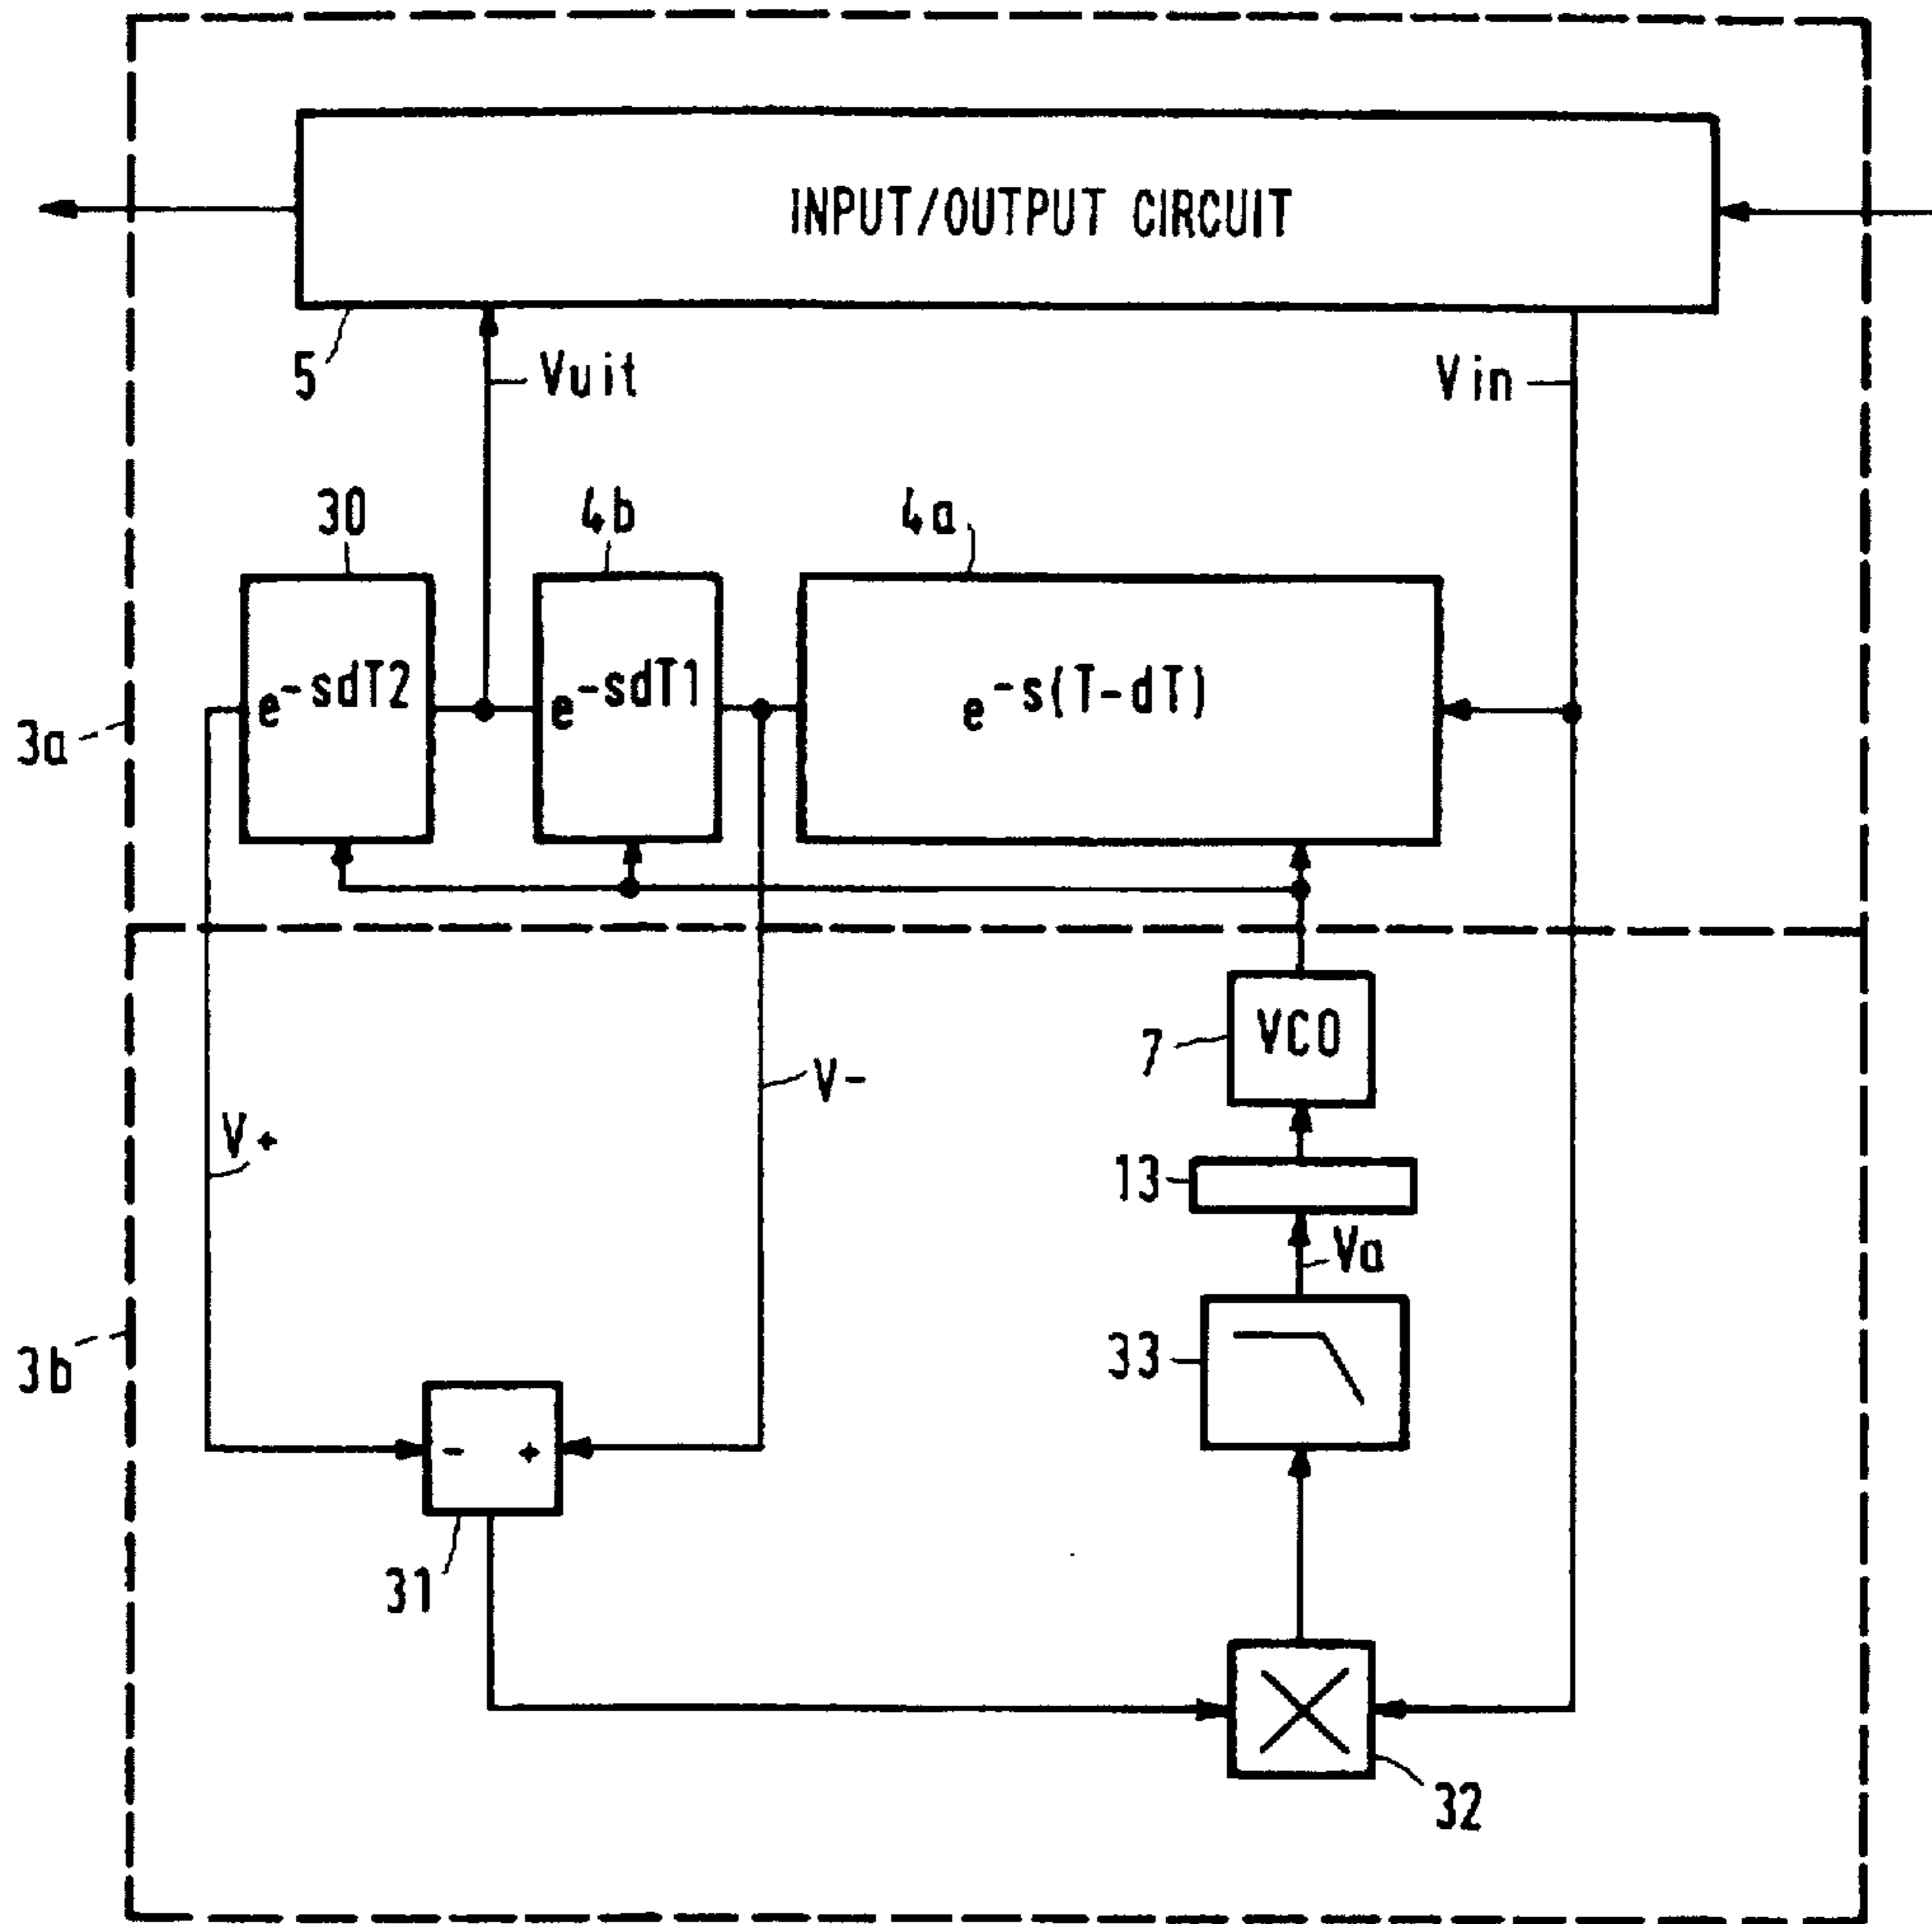 INPUT/OUTPUT CIRCUIT
5
Vuit
Vin
30
4b
4a
e-sdT2
e-sdT1
e-s(T-dT)
3a
VCO
7
V-
V+
13
Va
33
3b
- +
31
32